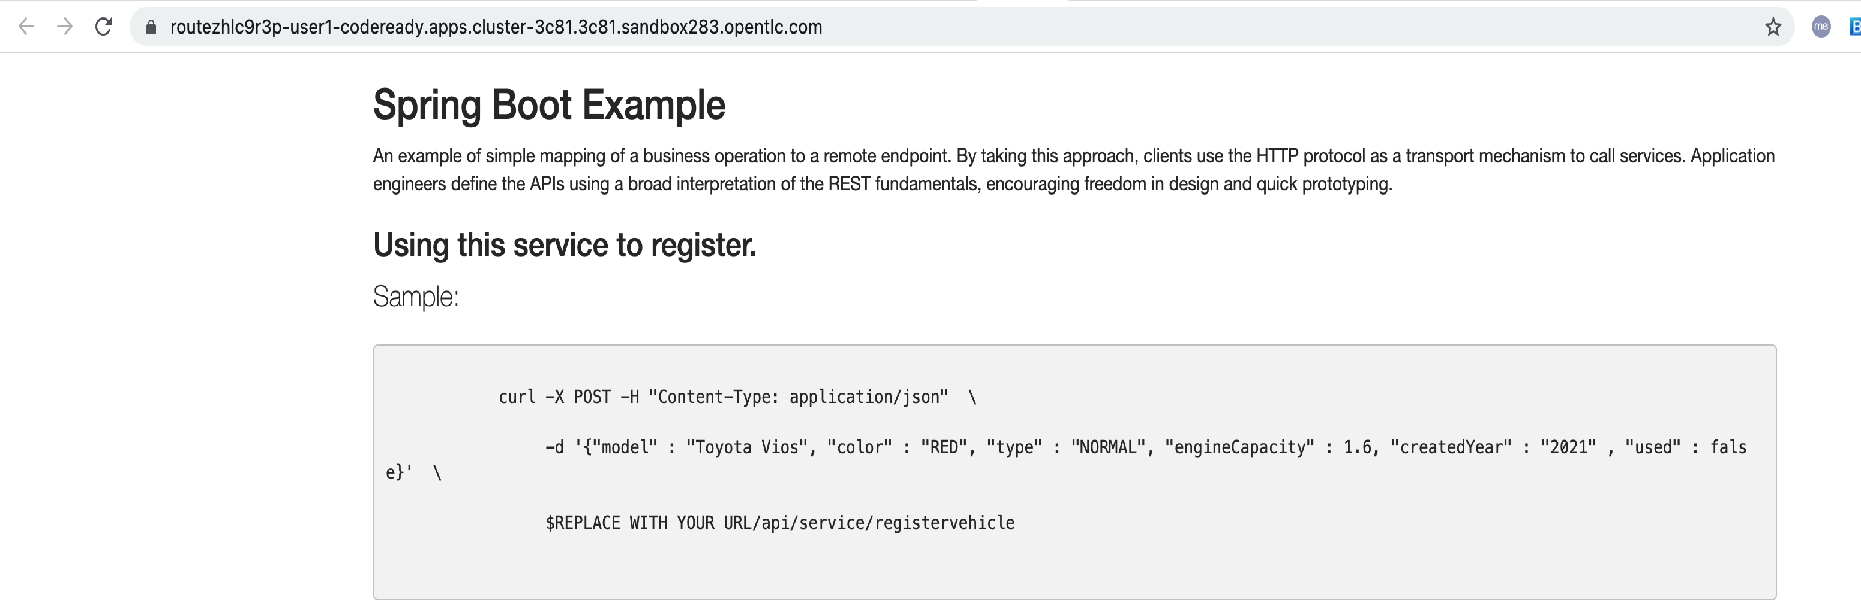 routezhlc9r3p-user1-codeready.apps.cluster-3c81.3c81.sandbox283.opentlc.com
me
B
Spring Boot Example
An example of simple mapping of a business operation to a remote endpoint. By taking this approach, clients use the HTTP protocol as a transport mechanism to call services. Application
engineers define the APIs using a broad interpretation of the REST fundamentals, encouraging freedom in design and quick prototyping.
Using this service to register.
Sample:
curl -X POST -H "Content-Type: application/json"  \
-d '{"model" : "Toyota Vios", "color" : "RED", "type" : "NORMAL", "engineCapacity" : 1.6, "createdYear" : "2021" , "used" : fals
e}'  \
$REPLACE WITH YOUR URL/api/service/registervehicle